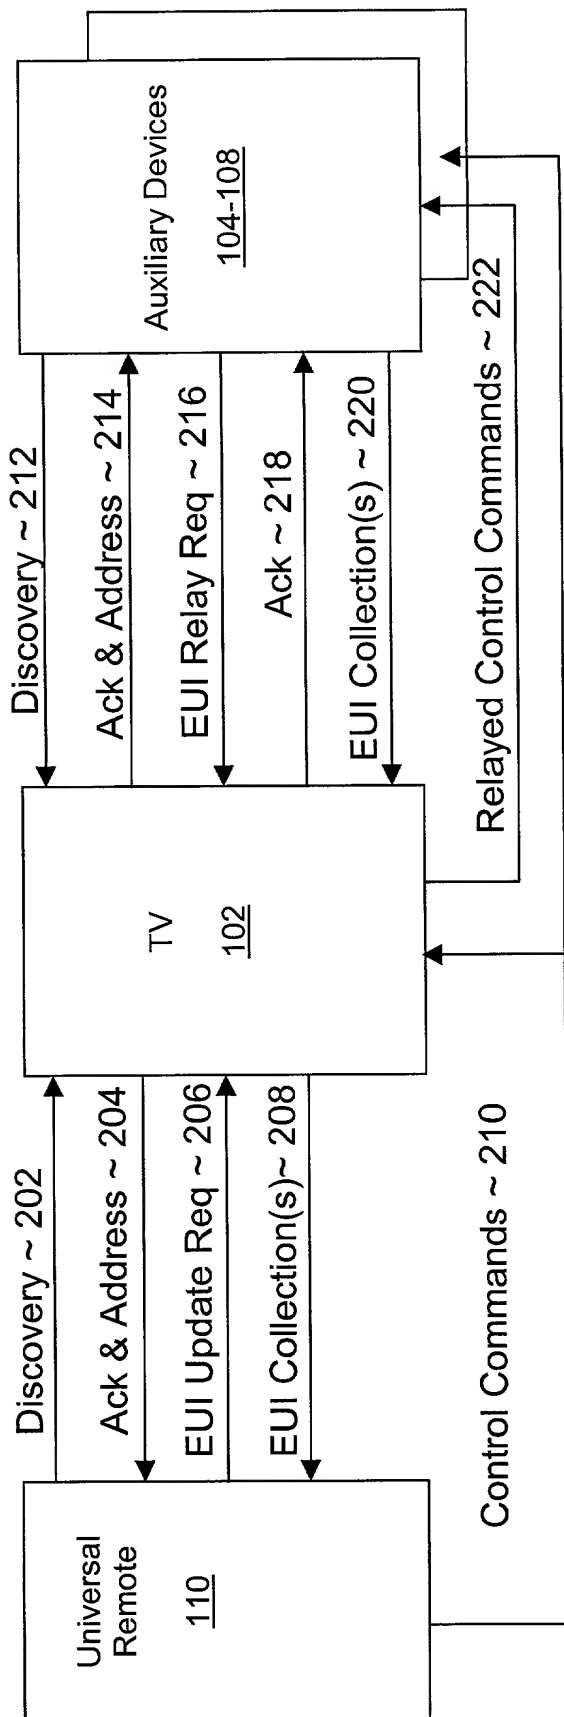 Universal
Remote
110
Discovery ~ 202
Ack & Address ~ 204
EUI Update Req ~ 206
EUI Collection(s)~ 208
Control Commands ~ 210
TV
102
Discovery ~ 212
Ack & Address ~ 214
EUI Relay Req ~ 216
Ack ~ 218
EUI Collection(s) ~ 220
Relayed Control Commands ~ 222
Auxiliary Devices
104-108